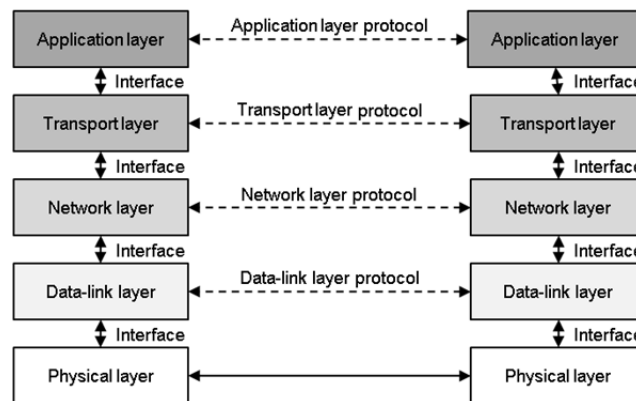 Application layer Application layer protocol Application layer
Interface Interface
Transport layer Transport layer protocol Transport layer
Interface Interface
Network layer Network layer protocol Network layer
Interface Interface
Data-link layer Data-link layer protocol Data-link layer
Interface Interface
Physical layer Physical layer